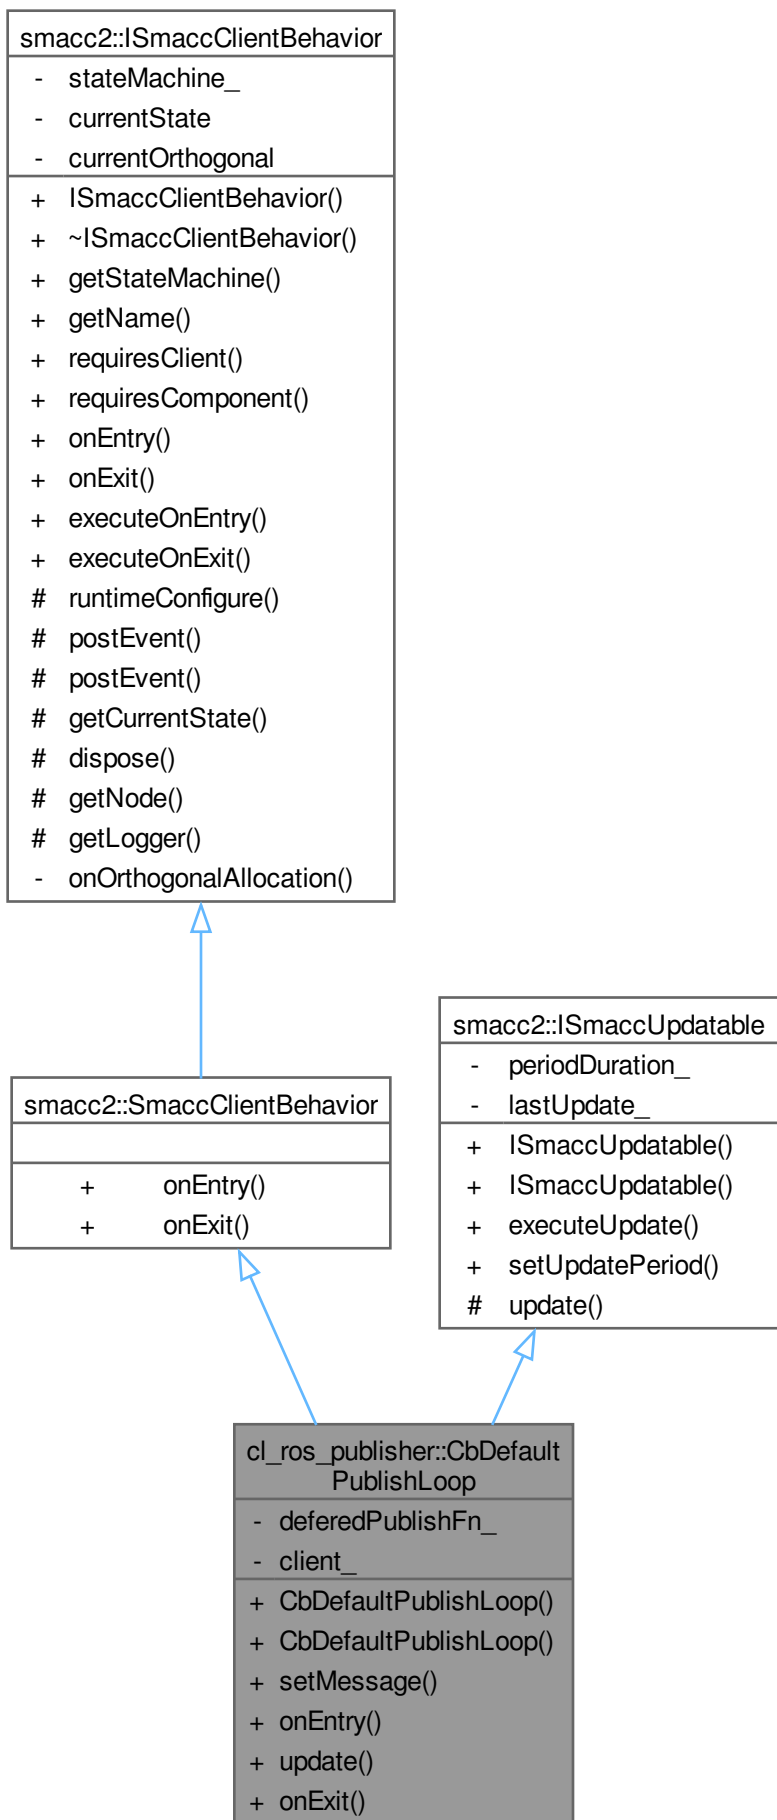 smacc2::ISmaccClientBehavior
- stateMachine_
- currentState
- currentOrthogonal
+ ISmaccClientBehavior()
+ ~ISmaccClientBehavior()
+ getStateMachine()
+ getName()
+ requiresClient()
+ requiresComponent()
+ onEntry()
+ onExit()
+ executeOnEntry()
+ executeOnExit()
# runtimeConfigure()
# postEvent()
# postEvent()
# getCurrentState()
# dispose()
# getNode()
# getLogger()
- onOrthogonalAllocation()
smacc2::SmaccClientBehavior
+ onEntry()
+ onExit()
smacc2::ISmaccUpdatable
- periodDuration_
- lastUpdate_
+ ISmaccUpdatable()
+ ISmaccUpdatable()
+ executeUpdate()
+ setUpdatePeriod()
# update()
cl_ros_publisher::CbDefault
PublishLoop
- deferedPublishFn_
- client_
+ CbDefaultPublishLoop()
+ CbDefaultPublishLoop()
+ setMessage()
+ onEntry()
+ update()
+ onExit()